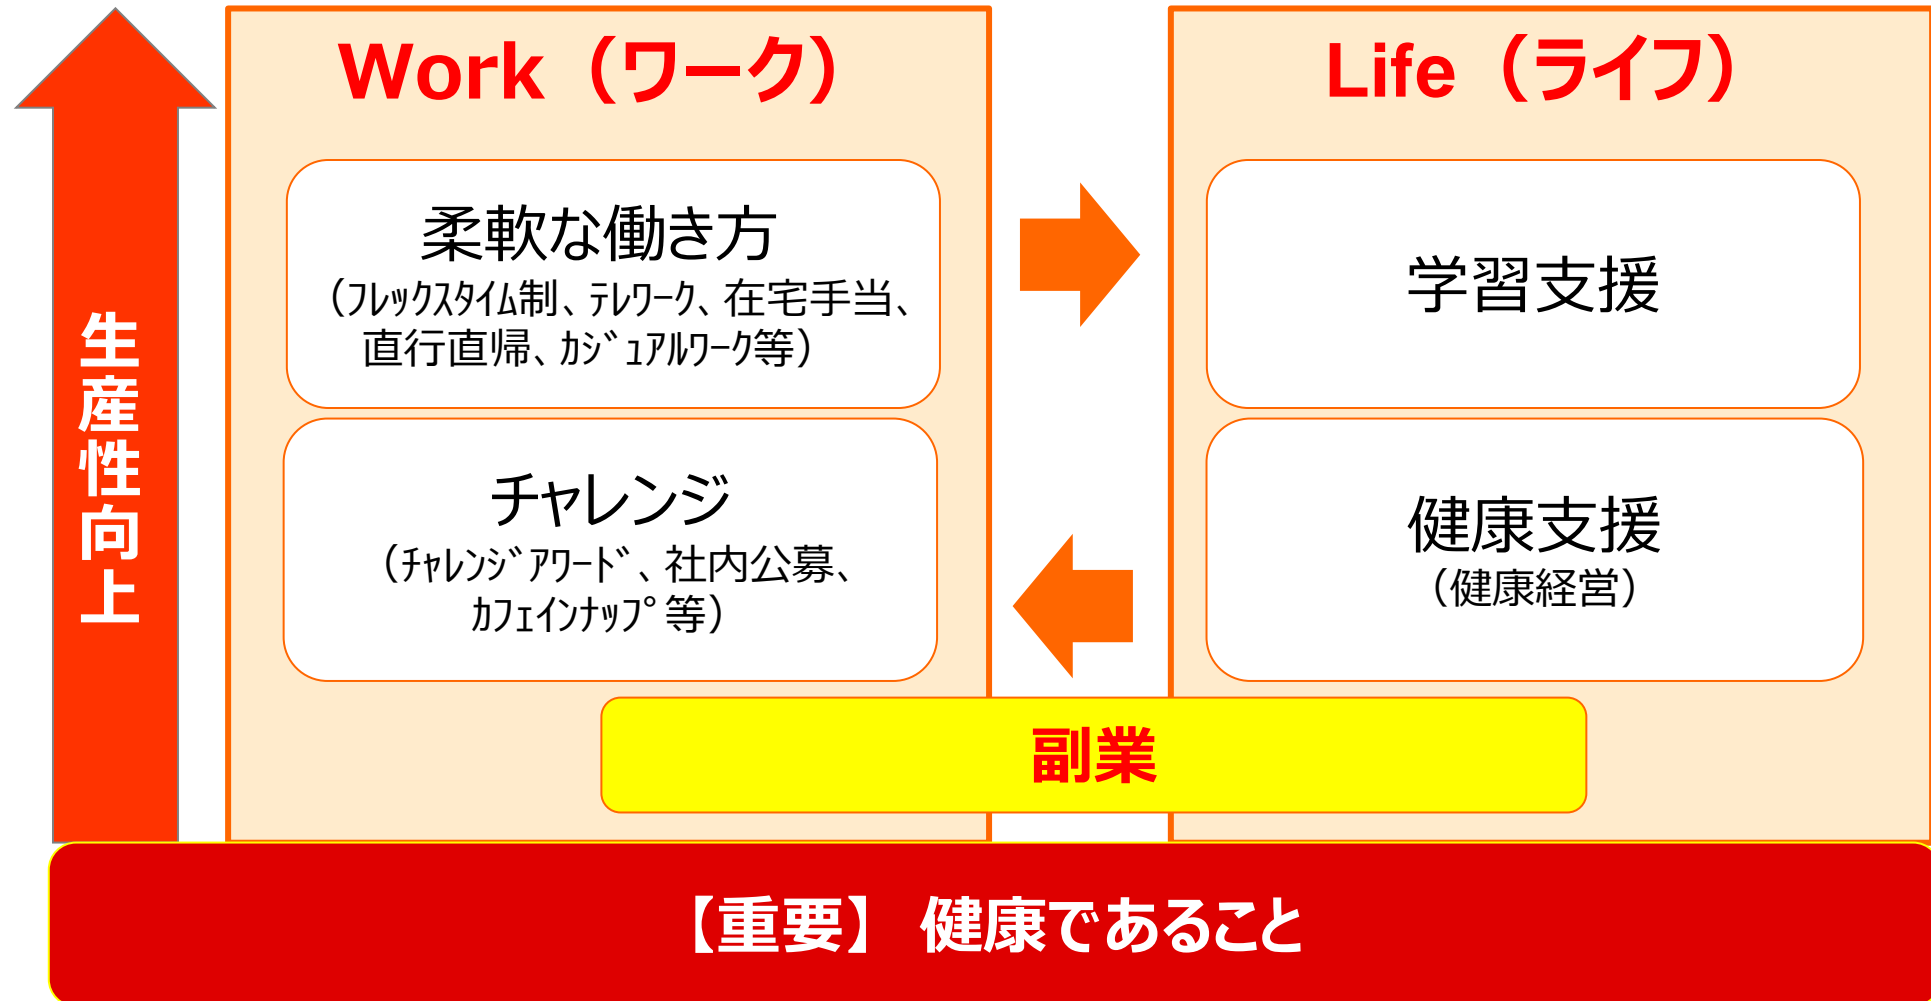 生産性向上
Work（ワーク）
柔軟な働き方
（ﾌﾚｯｸｽﾀｲﾑ制、ﾃﾚﾜｰｸ、在宅手当、
直行直帰、ｶｼﾞｭｱﾙﾜｰｸ等）
チャレンジ
（ﾁｬﾚﾝｼﾞｱﾜｰﾄﾞ、社内公募、
ｶﾌｪインﾅｯﾌﾟ等）
Life（ライフ）
学習支援
健康支援
（健康経営）
副業
【重要】 健康であること